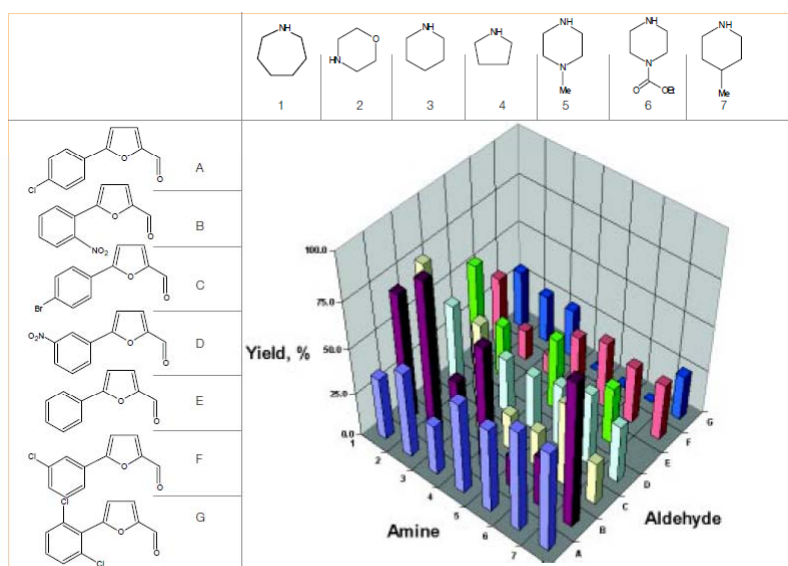 NH
O
HN
NH
NH
NH
N
Me
NH
N
O
OEt
NH
Me
1
2
3
4
5
6
7
Cl
O
O
A
O
O
NO2
B
Br
O
O
C
O2N
O
O
D
O
O
E
Cl
Cl
O
O
F
Cl
Cl
O
O
G
100.0
75.0
50.0
25.0
0.0
Yield, %
1
2
3
4
5
6
7
Amine
A
B
C
D
E
F
G
Aldehyde